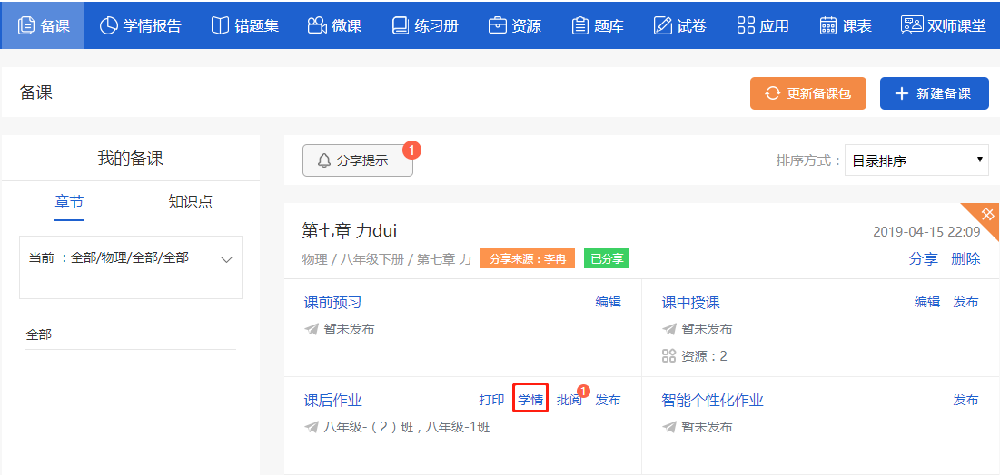 备课 学情报告 错题集 微课 练习册 资源 题库 试卷 应用 课表 双师课堂
备课 更新备课包 新建备课
我的备课
章节 知识点
当前 ：全部/物理/全部/全部
全部
分享提示 1 排序方式： 目录排序
第七章 力dui 2019-04-15 22:09
物理 / 八年级下册 / 第七章 力 分享来源：李冉 已分享 分享 删除
课前预习 编辑
暂未发布
课中授课 编辑 发布
暂未发布
资源：2
课后作业 打印 学情 批阅 1 发布
八年级-（2）班，八年级-1班
智能个性化作业 发布
暂未发布